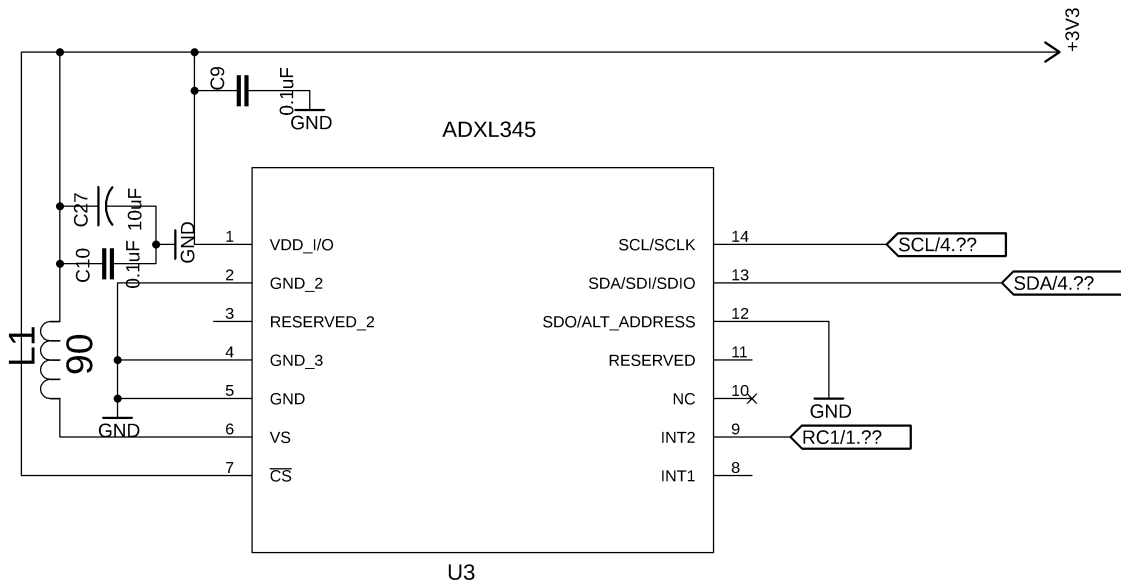 +3V3
C9
0.1uF
GND
ADXL345
C27
10uF
GND
C10
0.1uF
L1
90
GND
1 VDD_I/O
2 GND_2
3 RESERVED_2
4 GND_3
5 GND
6 VS
7 CS
SCL/SCLK 14
SDA/SDI/SDIO 13
SDO/ALT_ADDRESS 12
RESERVED 11
NC 10
INT2 9
INT1 8
SCL/4.??
SDA/4.??
GND
RC1/1.??
U3